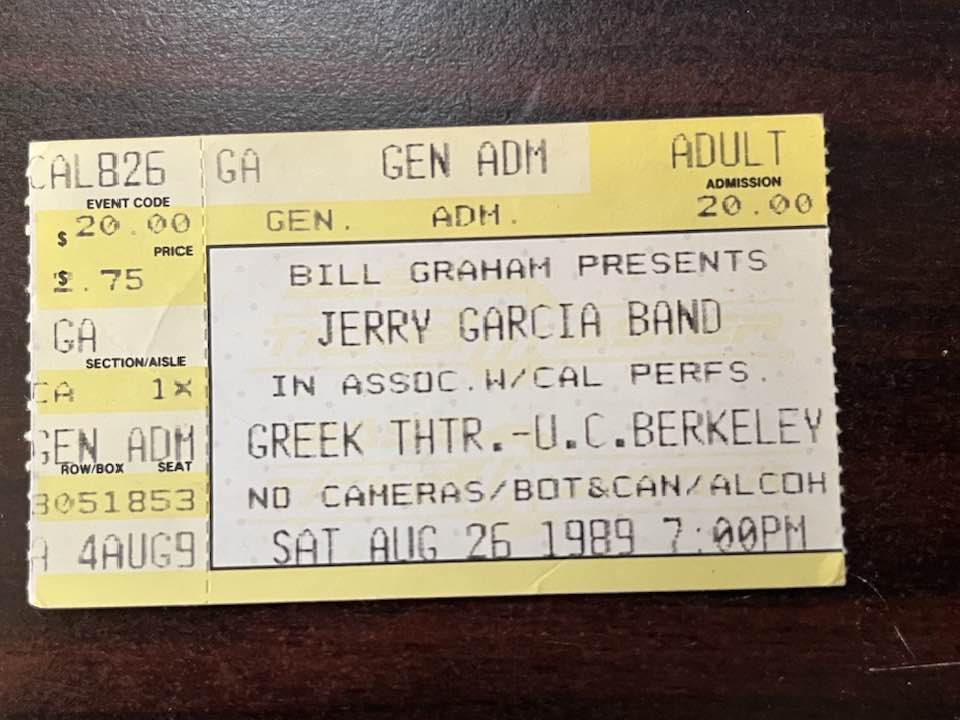 CAL826
EVENT CODE
$ 20.00
PRICE
$.75
GA
SECTION/AISLE
CA 1X
GEN ADM
ROW/BOX SEAT
3051853
A 4AUG9
GA GEN ADM ADULT
ADMISSION
GEN. ADM. 20.00
BILL GRAHAM PRESENTS
JERRY GARCIA BAND
IN ASSOC.W/CAL PERFS.
GREEK THTR.-U.C.BERKELEY
NO CAMERAS/BOT&CAN/ALCOH
SAT AUG 26 1989 7:00PM